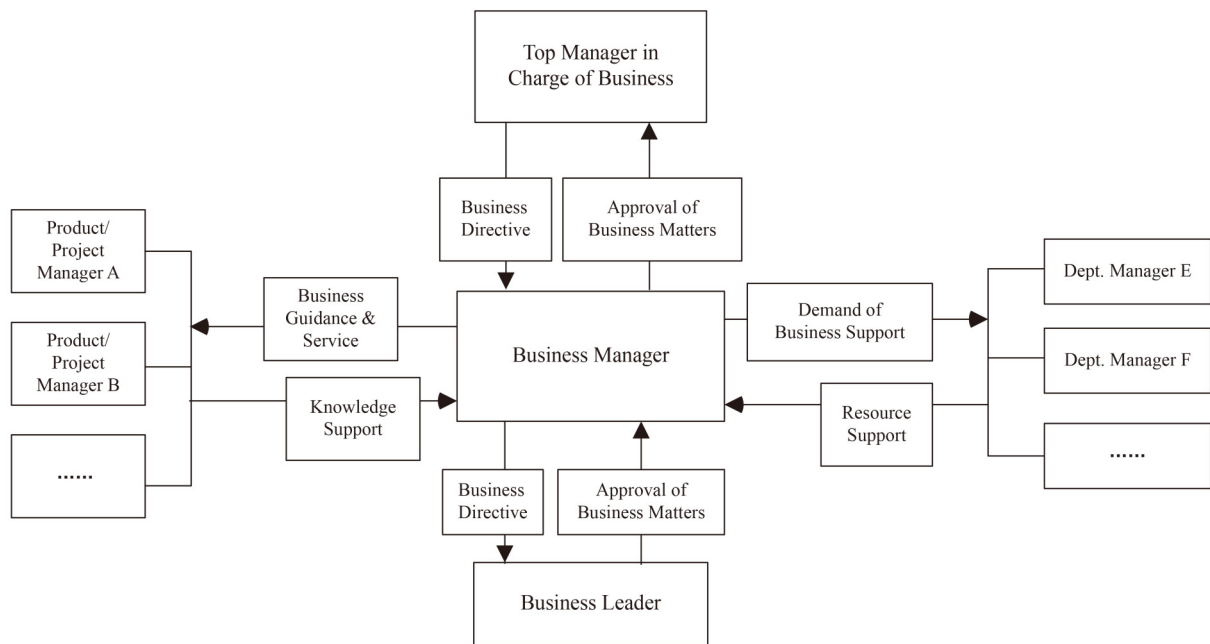 Top Manager in
Charge of Business
Business
Directive
Approval of
Business Matters
Product/
Project
Manager A
Business
Guidance &
Service
Product/
Project
Manager B
Knowledge
Support
......
Business Manager
Demand of
Business Support
Resource
Support
Dept. Manager E
Dept. Manager F
......
Business
Directive
Approval of
Business Matters
Business Leader